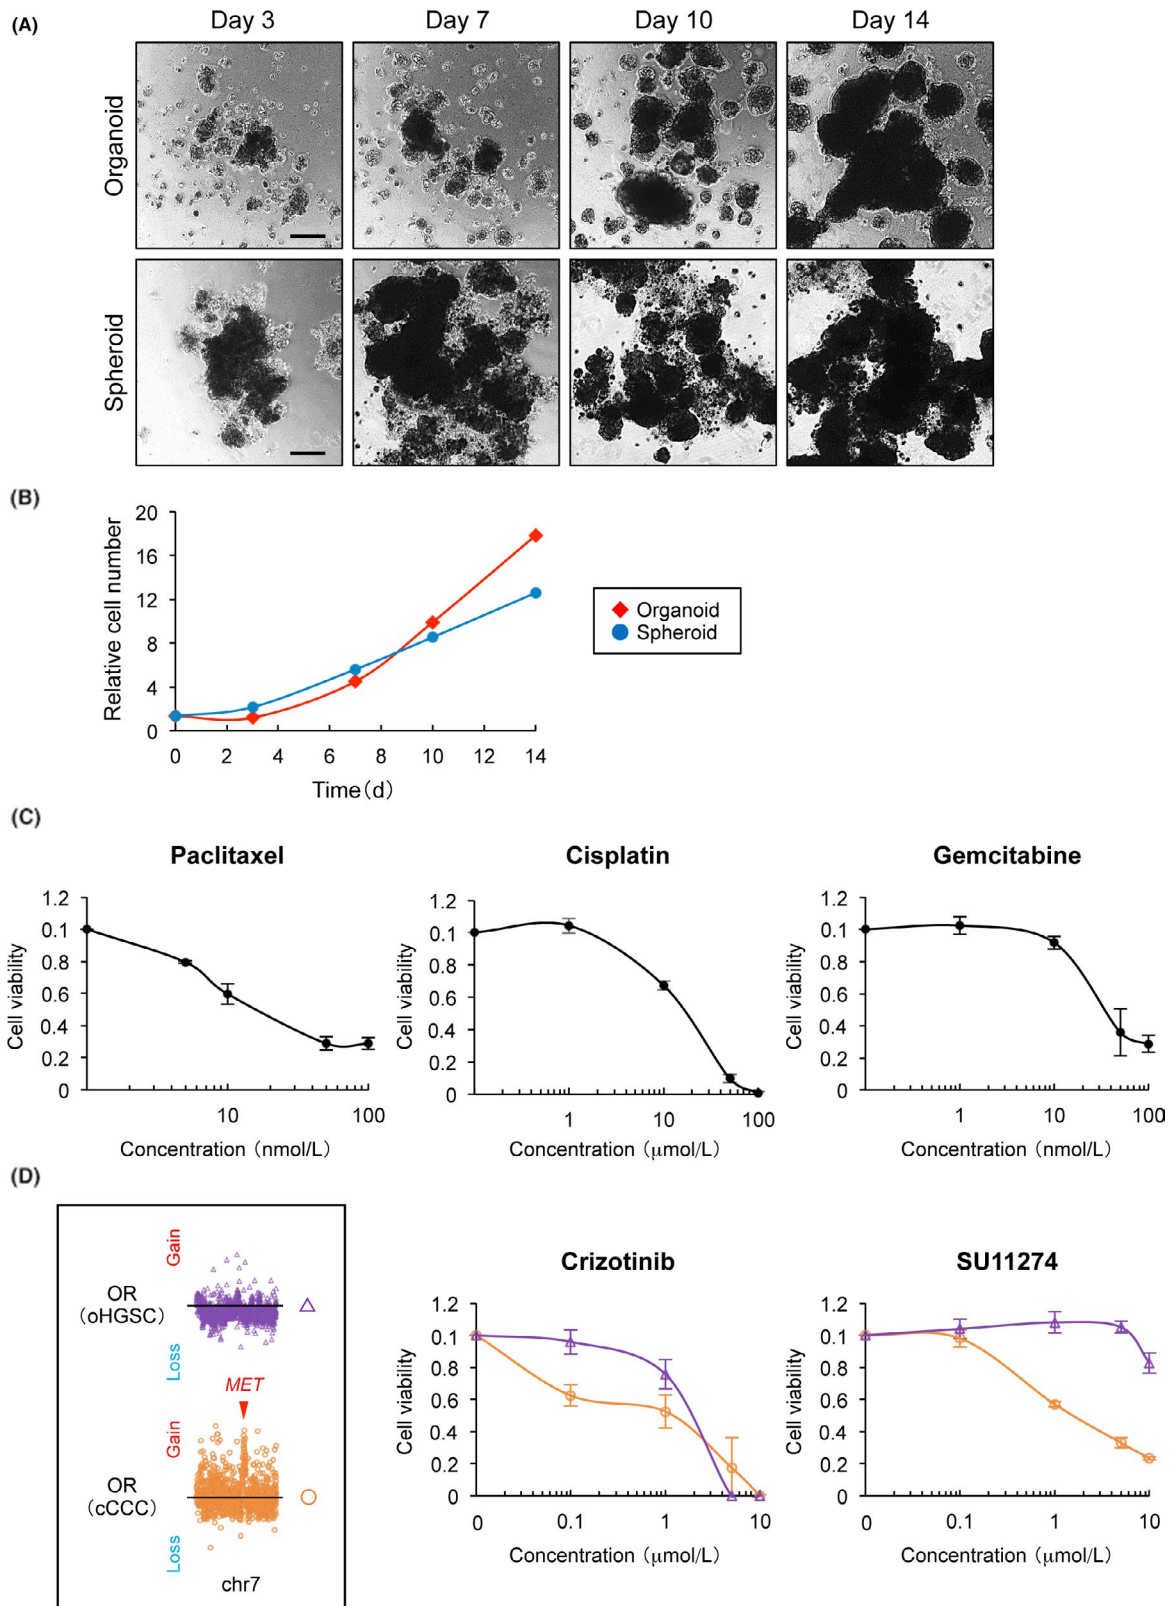 (A)
Day 3 Day 7 Day 10 Day 14
Organoid
Spheroid
(B)
Relative cell number
20
16
12
8
4
0
0 2 4 6 8 10 12 14
Time (d)
Organoid
Spheroid
(C)
Paclitaxel
Cell viability
1.2
0.1
0.8
0.6
0.4
0.2
0
10 100
Concentration (nmol/L)
Cisplatin
Cell viability
1.2
0.1
0.8
0.6
0.4
0.2
0
1 10 100
Concentration (μmol/L)
Gemcitabine
Cell viability
1.2
0.1
0.8
0.6
0.4
0.2
0
1 10 100
Concentration (nmol/L)
(D)
Gain
OR
(oHGSC)
Loss
MET
Gain
OR
(cCCC)
Loss
chr7
Crizotinib
Cell viability
1.2
0.1
0.8
0.6
0.4
0.2
0
0 0.1 1 10
Concentration (μmol/L)
SU11274
Cell viability
1.2
0.1
0.8
0.6
0.4
0.2
0
0 0.1 1 10
Concentration (μmol/L)